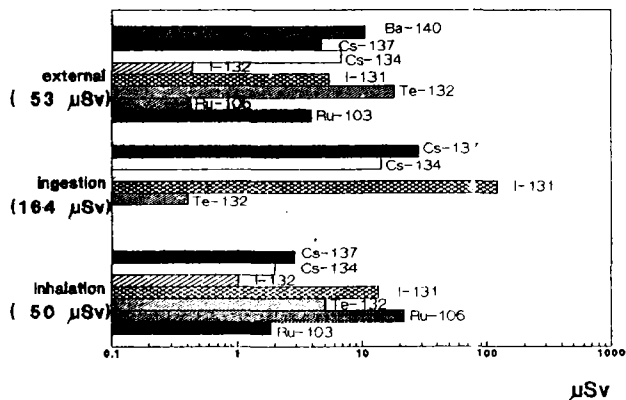 Ba-140
Cs-137
Cs-134
I-132
I-131
external
( 53 μSv)
Te-132
Ru-106
Ru-103
Cs-137
Cs-134
ingestion
(164 μSv)
I-131
Te-132
Cs-137
Cs-134
I-132
inhalation
( 50 μSv)
I-131
Te-132
Ru-106
Ru-103
0.1 1 10 100 1000
μSv